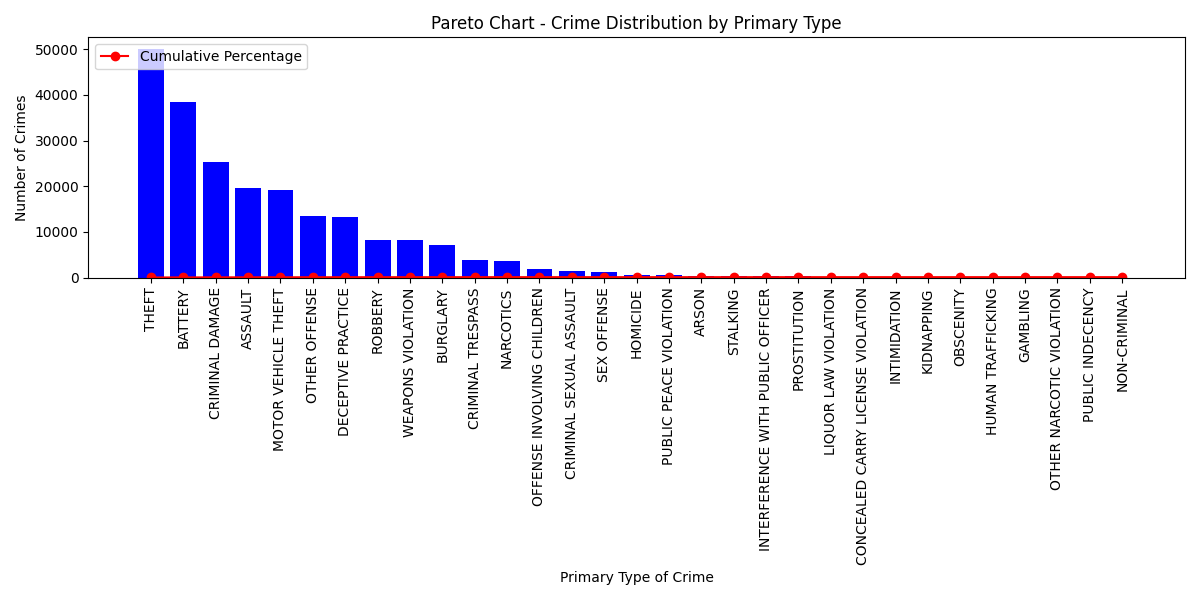 Pareto Chart - Crime Distribution by Primary Type
Cumulative Percentage
Number of Crimes
50000
40000
30000
20000
10000
0
THEFT
BATTERY
CRIMINAL DAMAGE
ASSAULT
MOTOR VEHICLE THEFT
OTHER OFFENSE
DECEPTIVE PRACTICE
ROBBERY
WEAPONS VIOLATION
BURGLARY
CRIMINAL TRESPASS
NARCOTICS
OFFENSE INVOLVING CHILDREN
CRIMINAL SEXUAL ASSAULT
SEX OFFENSE
HOMICIDE
PUBLIC PEACE VIOLATION
ARSON
STALKING
INTERFERENCE WITH PUBLIC OFFICER
PROSTITUTION
LIQUOR LAW VIOLATION
CONCEALED CARRY LICENSE VIOLATION
INTIMIDATION
KIDNAPPING
OBSCENITY
HUMAN TRAFFICKING
GAMBLING
OTHER NARCOTIC VIOLATION
PUBLIC INDECENCY
NON-CRIMINAL
Primary Type of Crime